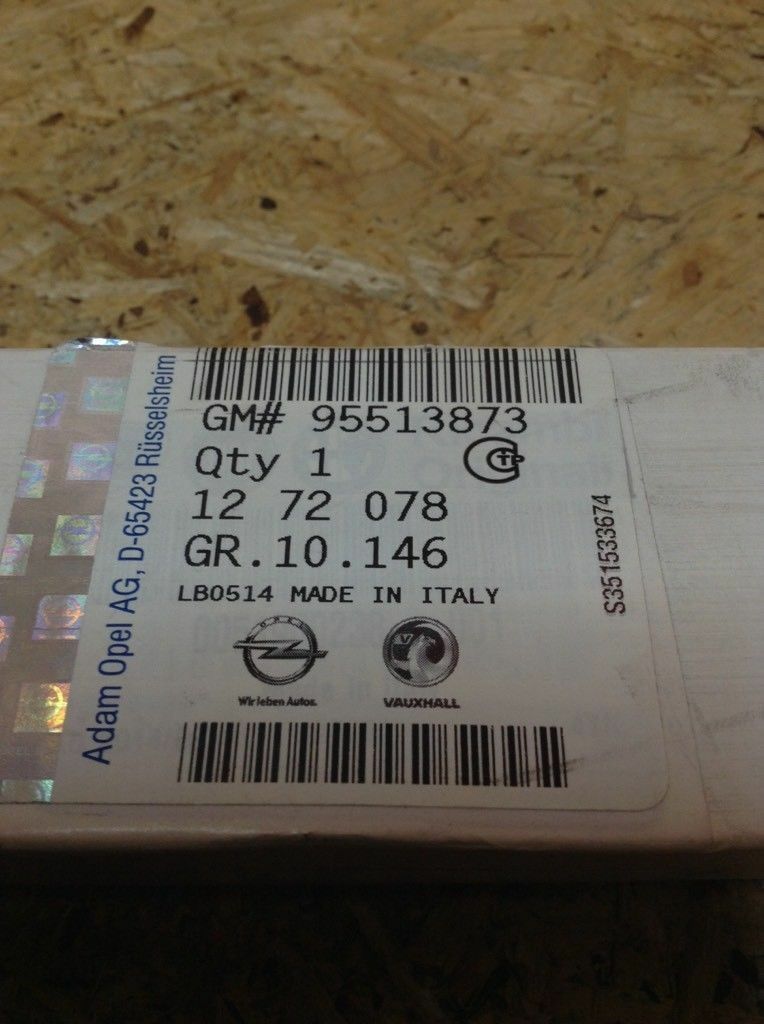 GM# 95513873
Qty 1
12 72 078
GR.10.146
LB0514 MADE IN ITALY
OPEL
Wir leben Autos.
VAUXHALL
Adam Opel AG, D-65423 Rüsselsheim
S351533674